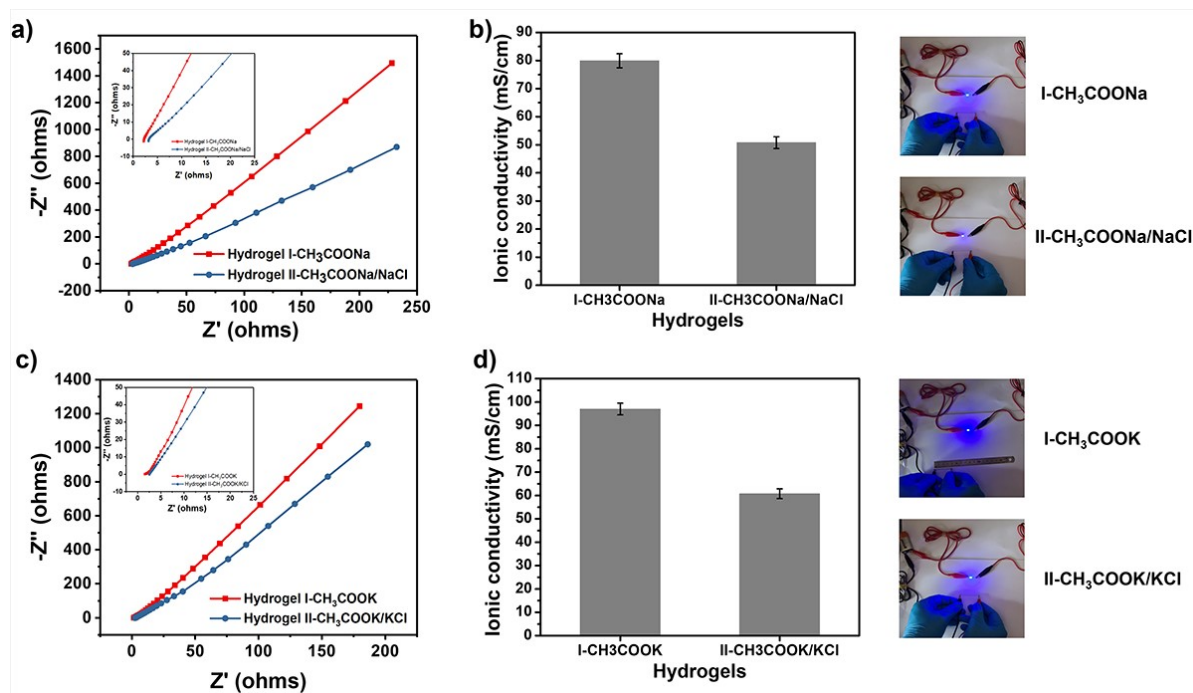 a)
1600
1400
1200
1000
800
600
400
200
0
-200
-Z'' (ohms)
0 50 100 150 200 250
Z' (ohms)
Hydrogel I-CH₃COONa
Hydrogel II-CH₃COONa/NaCl
50
40
30
20
10
0
-10
-Z'' (ohms)
0 5 10 15 20 25
Z' (ohms)
Hydrogel I-CH₃COONa
Hydrogel II-CH₃COONa/NaCl
b)
90
80
70
60
50
40
30
20
10
0
Ionic conductivity (mS/cm)
I-CH3COONa II-CH3COONa/NaCl
Hydrogels
I-CH₃COONa
II-CH₃COONa/NaCl
c)
1400
1200
1000
800
600
400
200
0
-Z'' (ohms)
0 50 100 150 200
Z' (ohms)
Hydrogel I-CH₃COOK
Hydrogel II-CH₃COOK/KCl
50
40
30
20
10
0
-10
-Z'' (ohms)
0 5 10 15 20 25
Z' (ohms)
Hydrogel I-CH₃COOK
Hydrogel II-CH₃COOK/KCl
d)
110
100
90
80
70
60
50
40
30
20
10
0
Ionic conductivity (mS/cm)
I-CH3COOK II-CH3COOK/KCl
Hydrogels
I-CH₃COOK
II-CH₃COOK/KCl